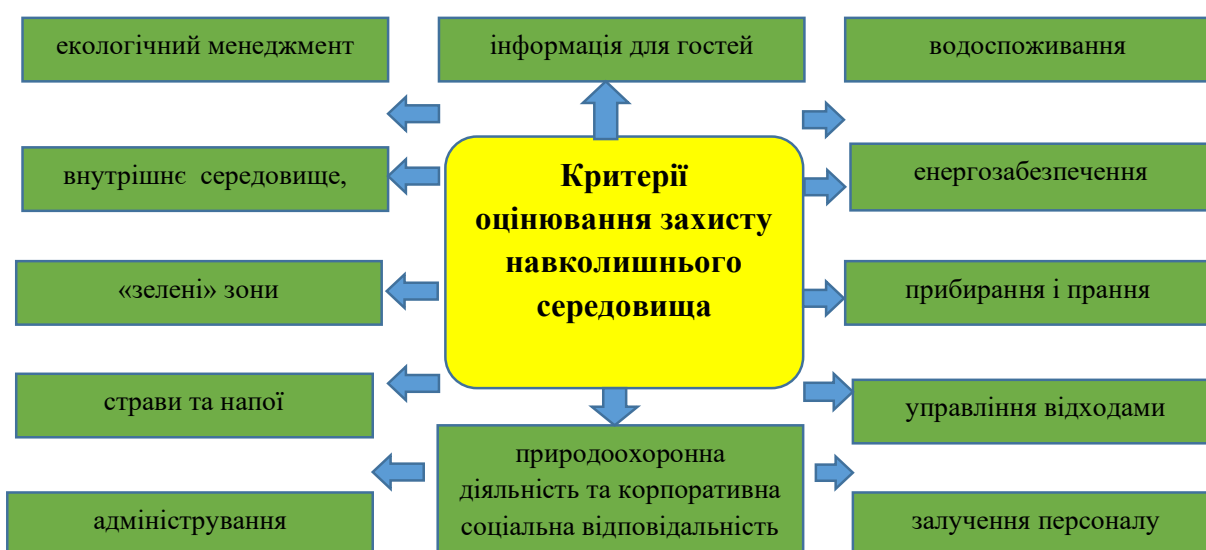 екологічний менеджмент
інформація для гостей
водоспоживання
внутрішнє середовище,
Критерії
оцінювання захисту
навколишнього
середовища
енергозабезпечення
«зелені» зони
прибирання і прання
страви та напої
управління відходами
природоохоронна
діяльність та корпоративна
соціальна відповідальність
адміністрування
залучення персоналу